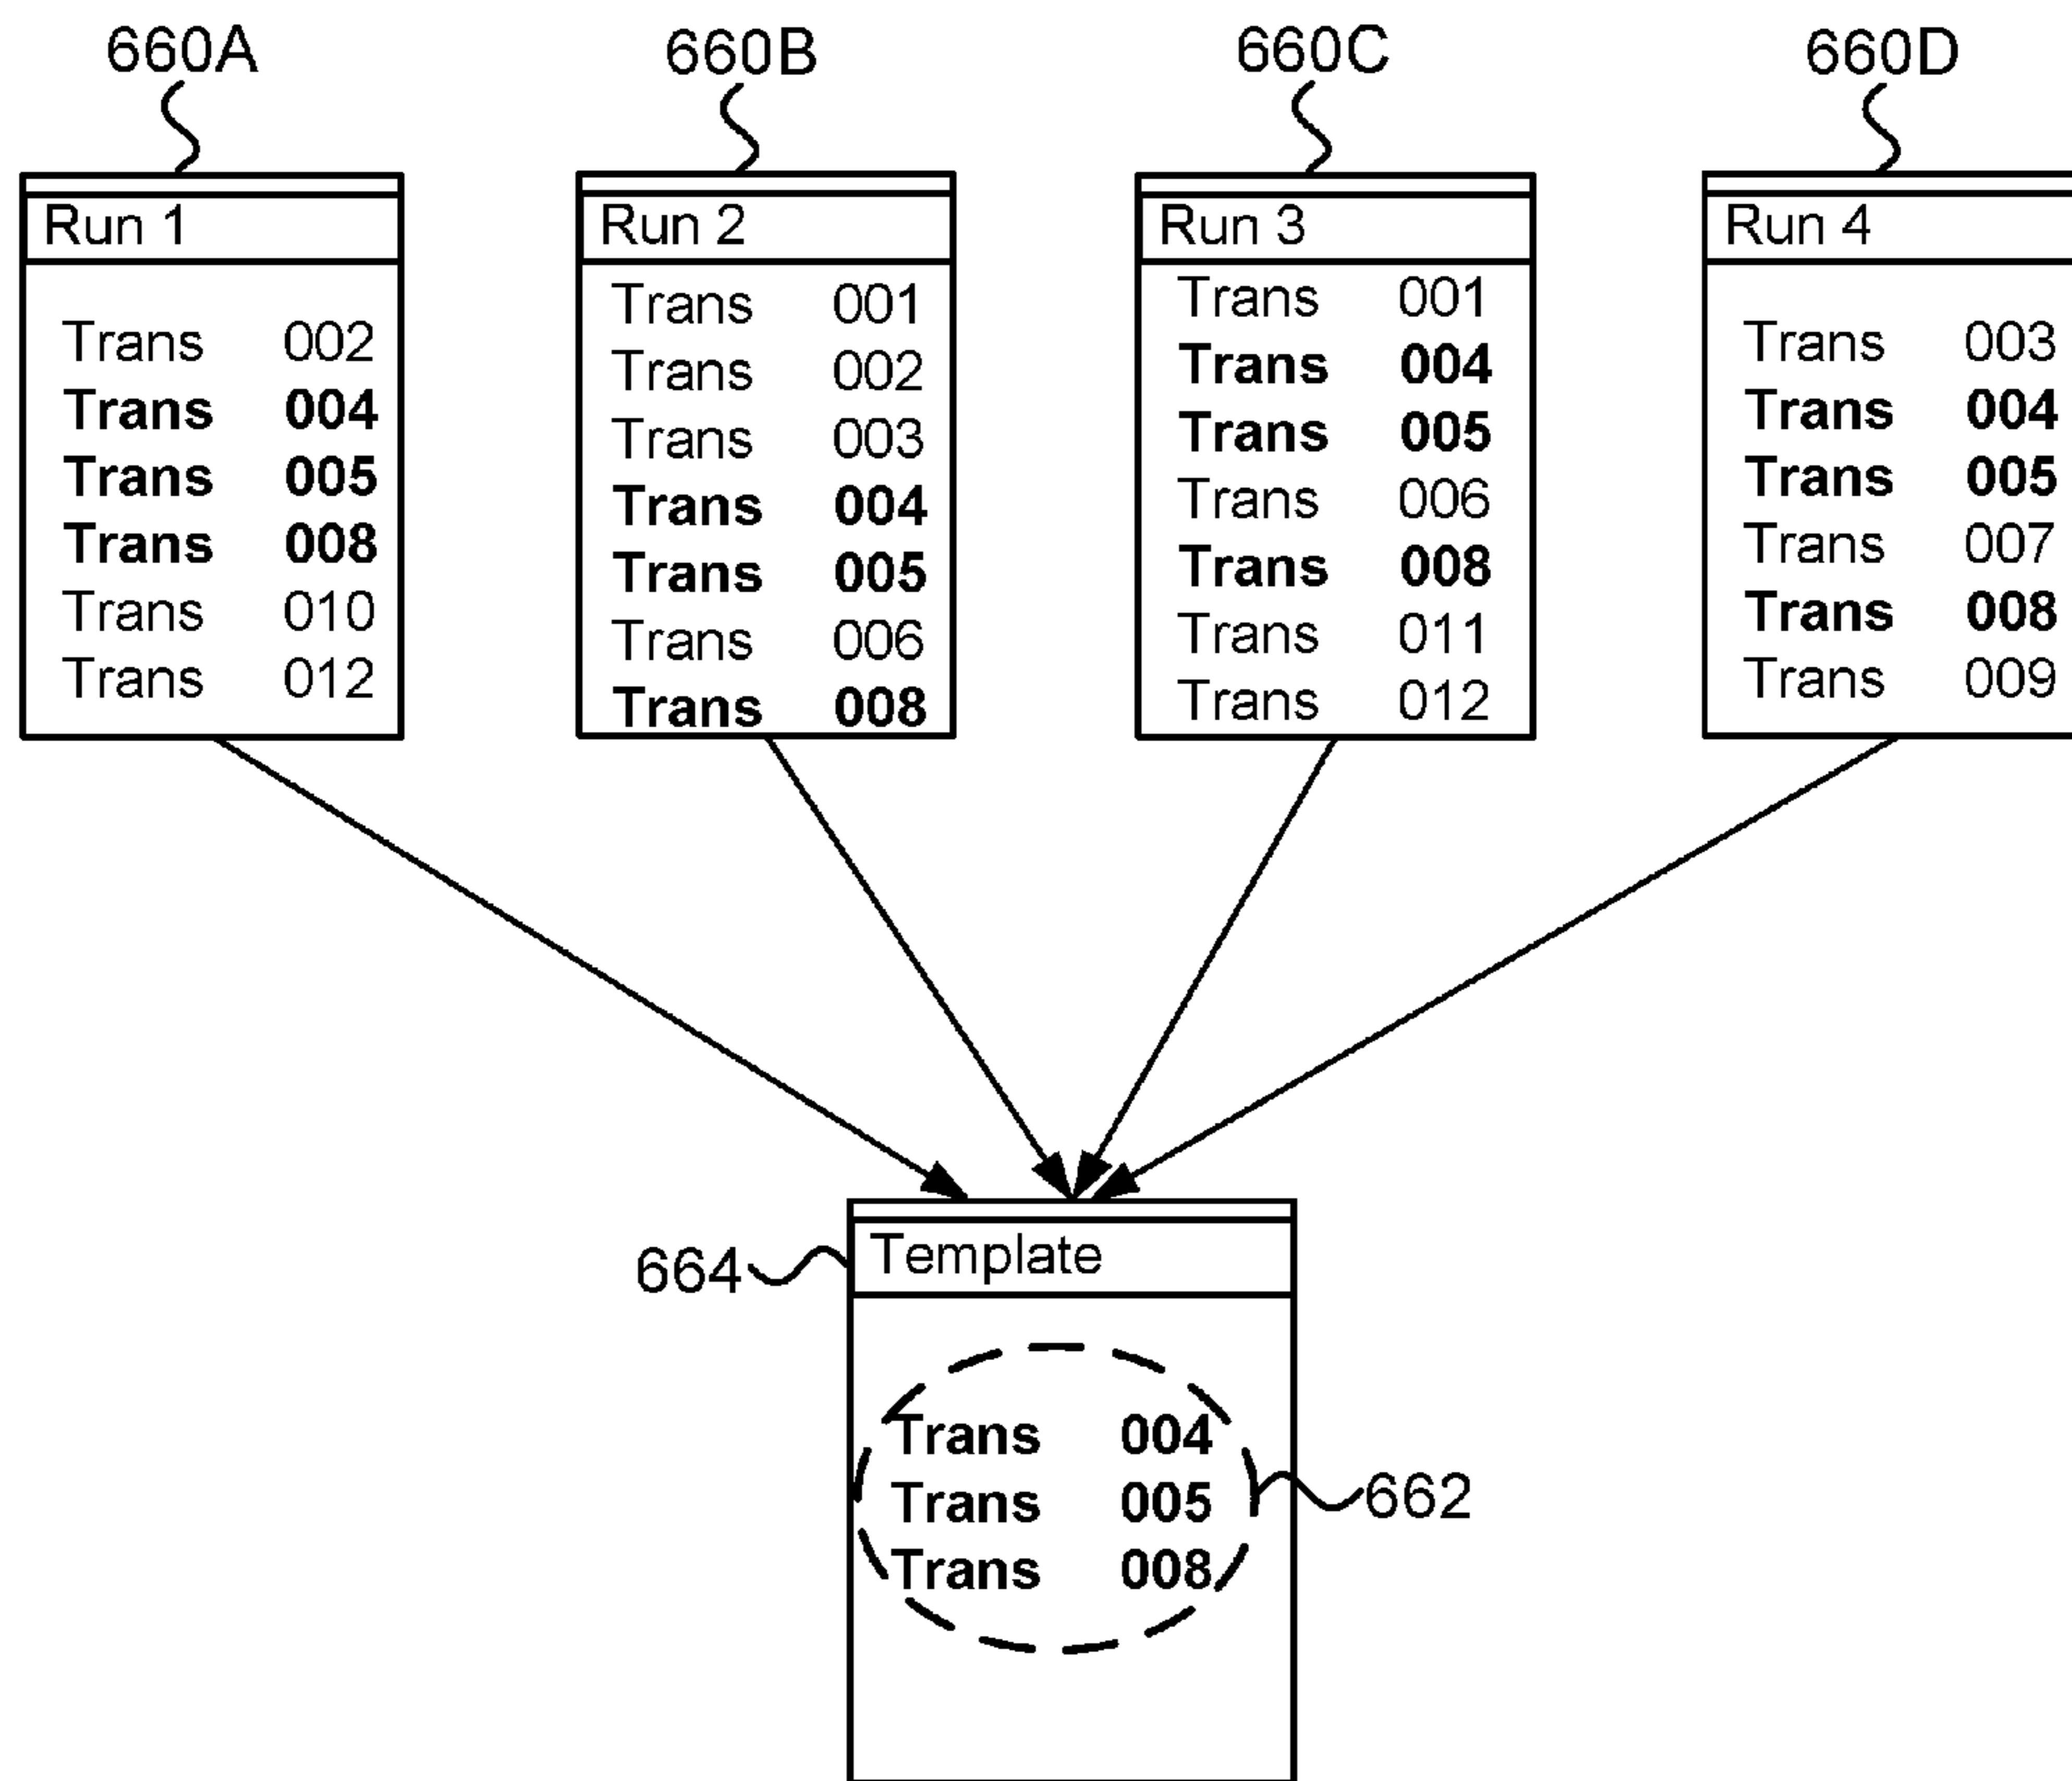 660A
660B
660C
660D
Run 1
Trans 002
Trans 004
Trans 005
Trans 008
Trans 010
Trans 012
Run 2
Trans 001
Trans 002
Trans 003
Trans 004
Trans 005
Trans 006
Trans 008
Run 3
Trans 001
Trans 004
Trans 005
Trans 006
Trans 008
Trans 011
Trans 012
Run 4
Trans 003
Trans 004
Trans 005
Trans 007
Trans 008
Trans 009
664
Template
Trans 004
Trans 005
Trans 008
662